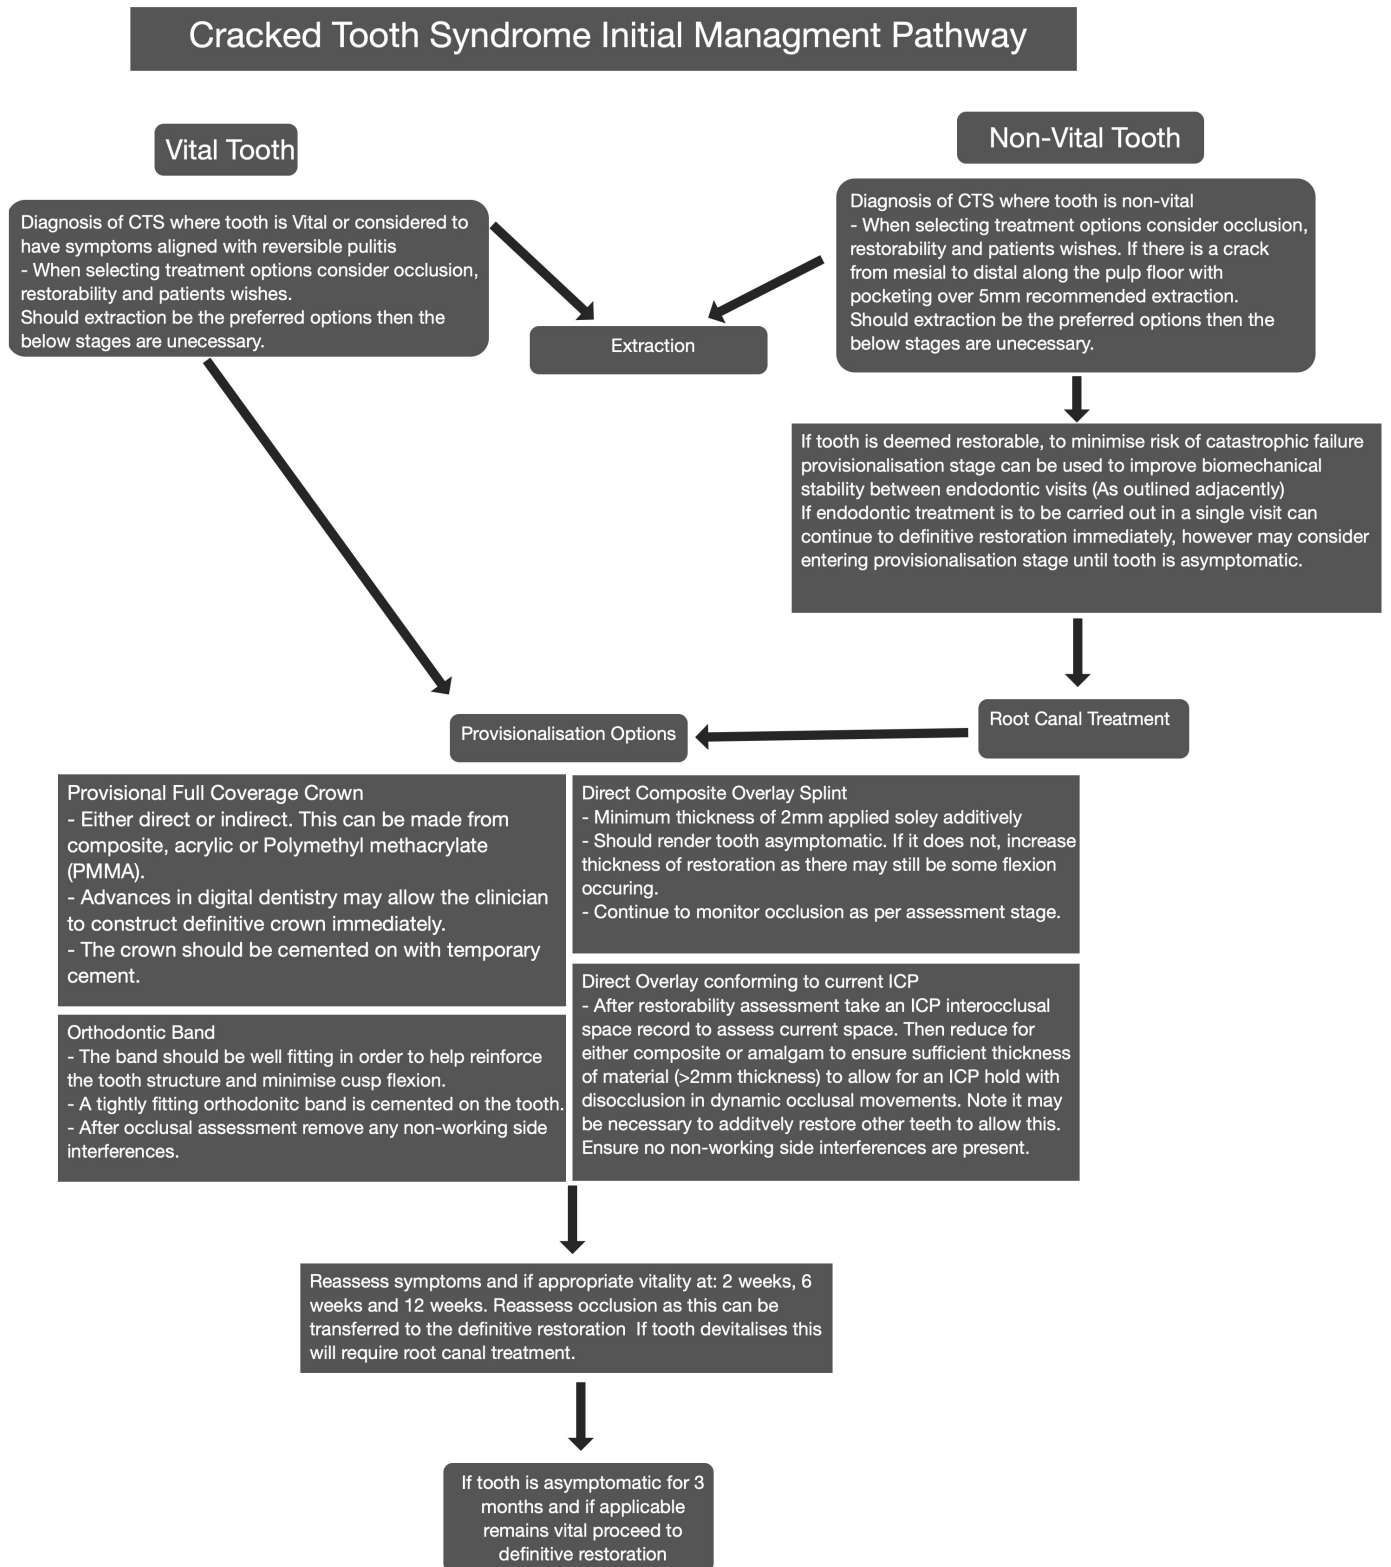 Cracked Tooth Syndrome Initial Managment Pathway
Vital Tooth
Non-Vital Tooth
Diagnosis of CTS where tooth is Vital or considered to
have symptoms aligned with reversible pulitis
- When selecting treatment options consider occlusion,
restorability and patients wishes.
Should extraction be the preferred options then the
below stages are unecessary.
Diagnosis of CTS where tooth is non-vital
- When selecting treatment options consider occlusion,
restorability and patients wishes. If there is a crack
from mesial to distal along the pulp floor with
pocketing over 5mm recommended extraction.
Should extraction be the preferred options then the
below stages are unecessary.
Extraction
If tooth is deemed restorable, to minimise risk of catastrophic failure
provisionalisation stage can be used to improve biomechanical
stability between endodontic visits (As outlined adjacently)
If endodontic treatment is to be carried out in a single visit can
continue to definitive restoration immediately, however may consider
entering provisionalisation stage until tooth is asymptomatic.
Root Canal Treatment
Provisionalisation Options
Provisional Full Coverage Crown
- Either direct or indirect. This can be made from
composite, acrylic or Polymethyl methacrylate
(PMMA).
- Advances in digital dentistry may allow the clinician
to construct definitive crown immediately.
- The crown should be cemented on with temporary
cement.
Direct Composite Overlay Splint
- Minimum thickness of 2mm applied soley additively
- Should render tooth asymptomatic. If it does not, increase
thickness of restoration as there may still be some flexion
occuring.
- Continue to monitor occlusion as per assessment stage.
Orthodontic Band
- The band should be well fitting in order to help reinforce
the tooth structure and minimise cusp flexion.
- A tightly fitting orthodonitc band is cemented on the tooth.
- After occlusal assessment remove any non-working side
interferences.
Direct Overlay conforming to current ICP
- After restorability assessment take an ICP interocclusal
space record to assess current space. Then reduce for
either composite or amalgam to ensure sufficient thickness
of material (>2mm thickness) to allow for an ICP hold with
disocclusion in dynamic occlusal movements. Note it may
be necessary to additvely restore other teeth to allow this.
Ensure no non-working side interferences are present.
Reassess symptoms and if appropriate vitality at: 2 weeks, 6
weeks and 12 weeks. Reassess occlusion as this can be
transferred to the definitive restoration  If tooth devitalises this
will require root canal treatment.
If tooth is asymptomatic for 3
months and if applicable
remains vital proceed to
definitive restoration